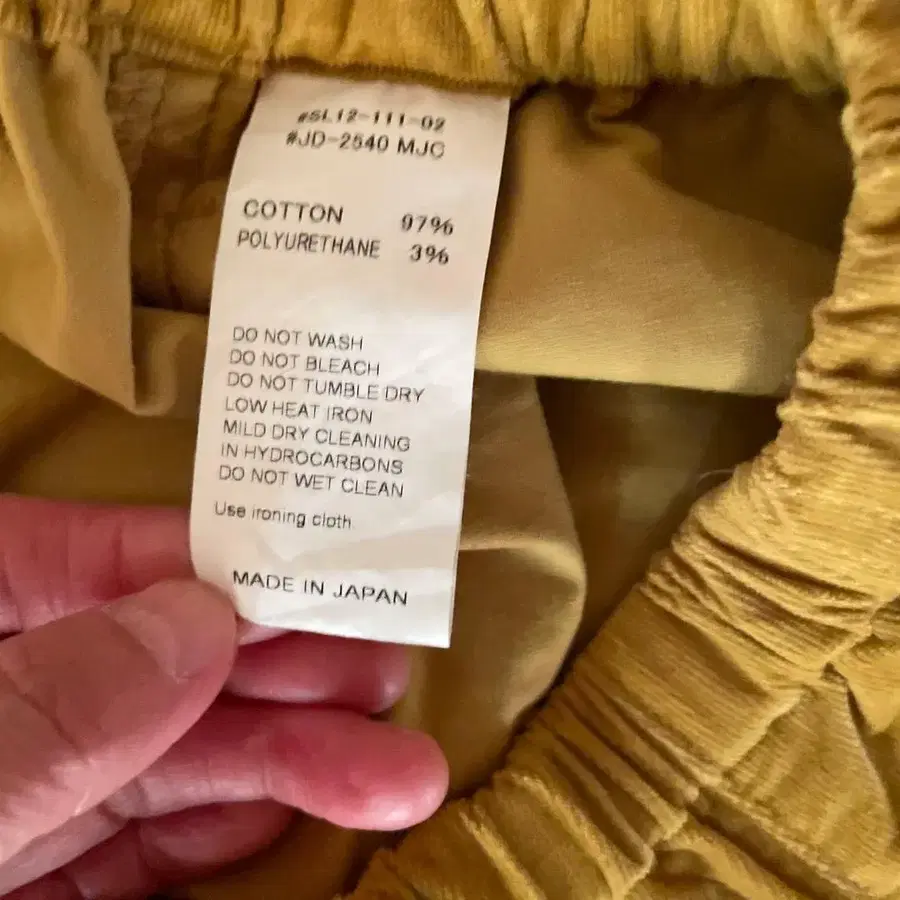 #SL12-111-02
#JD-2540 MJC
COTTON 97%
POLYURETHANE 3%
DO NOT WASH
DO NOT BLEACH
DO NOT TUMBLE DRY
LOW HEAT IRON
MILD DRY CLEANING
IN HYDROCARBONS
DO NOT WET CLEAN
Use ironing cloth
MADE IN JAPAN